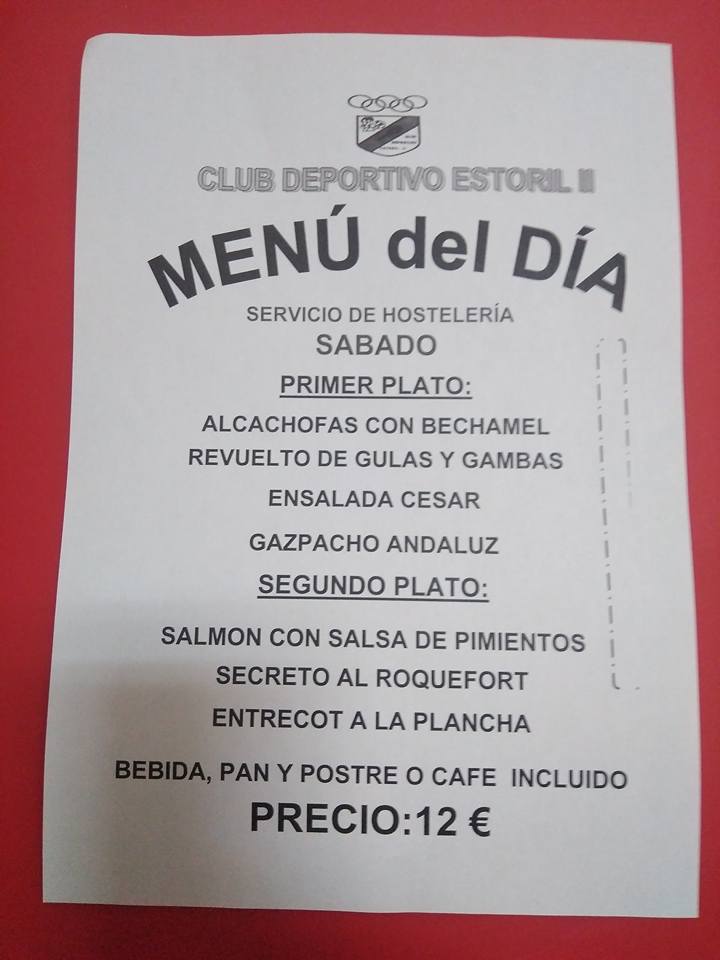 CLUB DEPORTIVO ESTORIL II
MENÚ del DÍA
SERVICIO DE HOSTELERÍA
SABADO
PRIMER PLATO:
ALCACHOFAS CON BECHAMEL
REVUELTO DE GULAS Y GAMBAS
ENSALADA CESAR
GAZPACHO ANDALUZ
SEGUNDO PLATO:
SALMON CON SALSA DE PIMIENTOS
SECRETO AL ROQUEFORT
ENTRECOT A LA PLANCHA
BEBIDA, PAN Y POSTRE O CAFE INCLUIDO
PRECIO:12 €